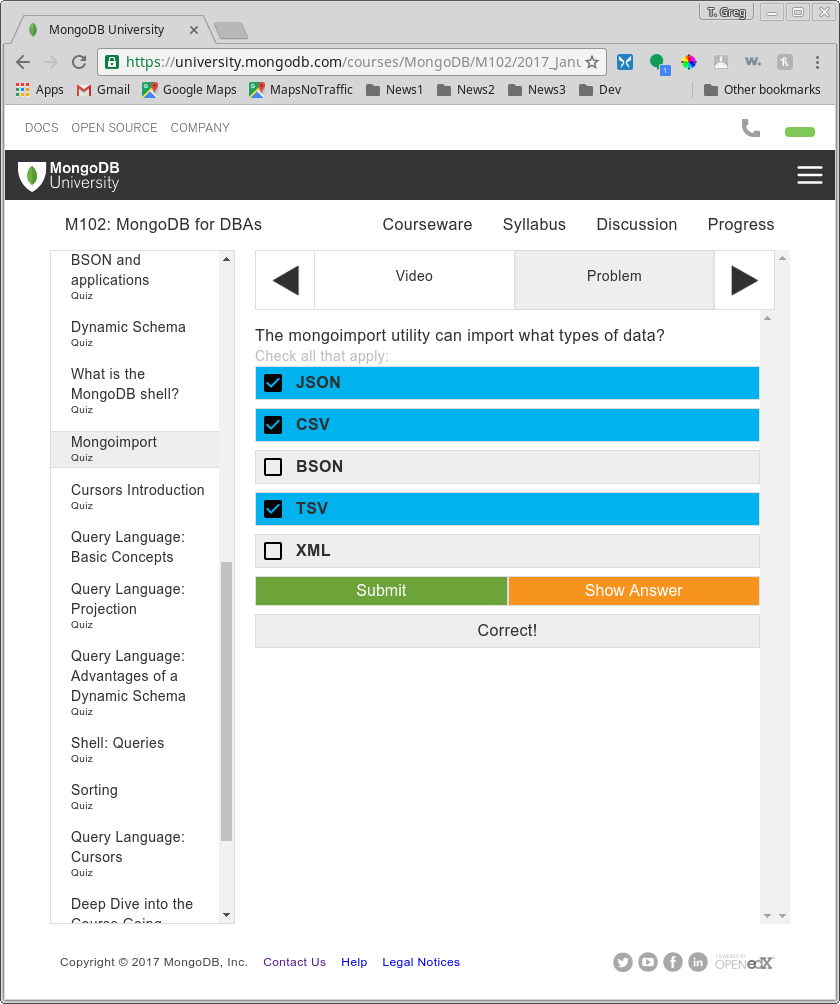 T. Greg
MongoDB University
https://university.mongodb.com/courses/MongoDB/M102/2017_Janu
1
w.
Apps Gmail Google Maps MapsNoTraffic News1 News2 News3 Dev Other bookmarks
DOCS OPEN SOURCE COMPANY
MongoDB
University
M102: MongoDB for DBAs Courseware Syllabus Discussion Progress
BSON and
applications
Quiz
Dynamic Schema
Quiz
What is the
MongoDB shell?
Quiz
Mongoimport
Quiz
Cursors Introduction
Quiz
Query Language:
Basic Concepts
Query Language:
Projection
Quiz
Query Language:
Advantages of a
Dynamic Schema
Quiz
Shell: Queries
Quiz
Sorting
Quiz
Query Language:
Cursors
Quiz
Deep Dive into the
Course Going
Video Problem
The mongoimport utility can import what types of data?
Check all that apply:
JSON
CSV
BSON
TSV
XML
Submit Show Answer
Correct!
Copyright © 2017 MongoDB, Inc. Contact Us Help Legal Notices
POWERED BY
OPEN edX